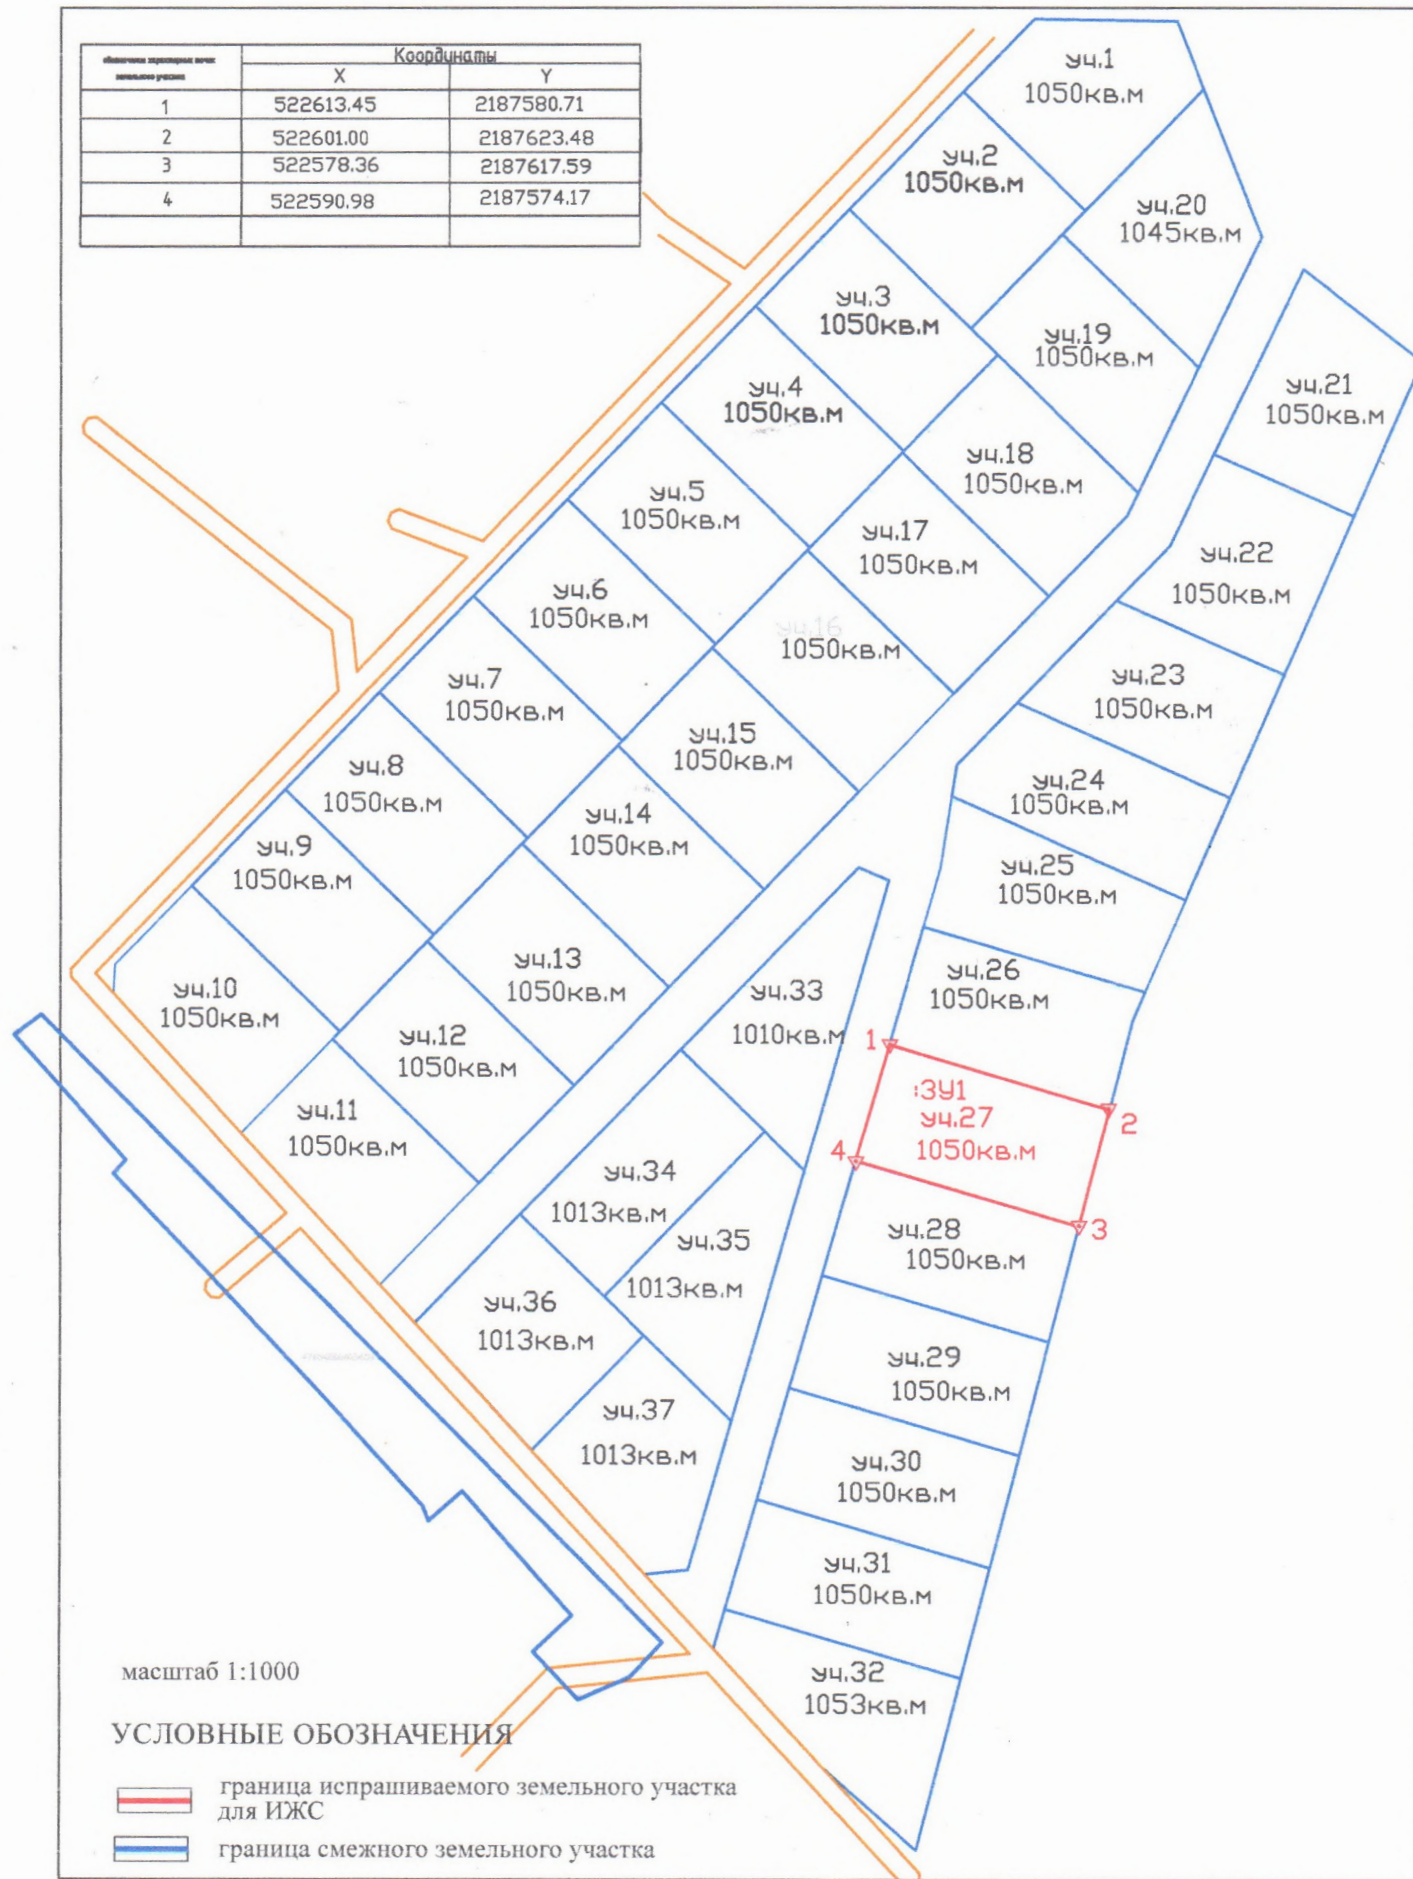 Координаты
X Y
1 522613.45 2187580.71
2 522601.00 2187623.48
3 522578.36 2187617.59
4 522590.98 2187574.17
уч.1
1050кв.м
уч.2
1050кв.м
уч.20
1045кв.м
уч.3
1050кв.м
уч.19
1050кв.м
уч.4
1050кв.м
уч.21
1050кв.м
уч.18
1050кв.м
уч.5
1050кв.м
уч.17
1050кв.м
уч.22
1050кв.м
уч.6
1050кв.м
уч.16
1050кв.м
уч.7
1050кв.м
уч.23
1050кв.м
уч.15
1050кв.м
уч.8
1050кв.м
уч.24
1050кв.м
уч.14
1050кв.м
уч.9
1050кв.м
уч.25
1050кв.м
уч.13
1050кв.м
уч.26
1050кв.м
уч.10
1050кв.м
уч.33
1010кв.м
уч.12
1050кв.м
1
:ЗУ1
уч.27
1050кв.м
2
4
3
уч.11
1050кв.м
уч.34
1013кв.м
уч.28
1050кв.м
уч.35
1013кв.м
уч.36
1013кв.м
уч.29
1050кв.м
уч.37
1013кв.м
уч.30
1050кв.м
уч.31
1050кв.м
уч.32
1053кв.м
масштаб 1:1000
УСЛОВНЫЕ ОБОЗНАЧЕНИЯ
граница испрашиваемого земельного участка
для ИЖС
граница смежного земельного участка